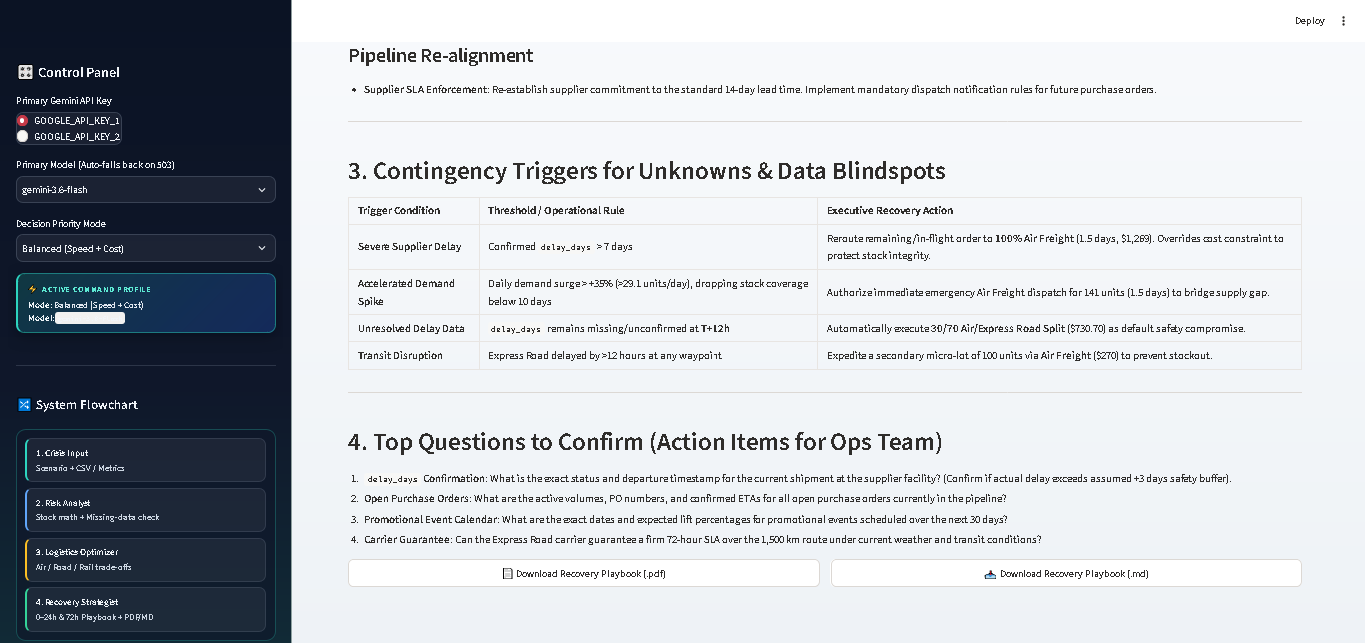 Deploy
Control Panel
Primary Gemini API Key
GOOGLE_API_KEY_1
GOOGLE_API_KEY_2
Primary Model (Auto-falls back on 503)
gemini-3.6-flash
Decision Priority Mode
Balanced (Speed + Cost)
ACTIVE COMMAND PROFILE
Mode: Balanced (Speed + Cost)
Model:
System Flowchart
1. Crisis Input
Scenario + CSV / Metrics
2. Risk Analyst
Stock math + Missing-data check
3. Logistics Optimizer
Air / Road / Rail trade-offs
4. Recovery Strategist
0–24h & 72h Playbook + PDF/MD
Pipeline Re-alignment
• Supplier SLA Enforcement: Re-establish supplier commitment to the standard 14-day lead time. Implement mandatory dispatch notification rules for future purchase orders.
3. Contingency Triggers for Unknowns & Data Blindspots
Trigger Condition Threshold / Operational Rule Executive Recovery Action
Severe Supplier Delay Confirmed delay_days > 7 days Reroute remaining/in-flight order to 100% Air Freight (1.5 days, $1,269). Overrides cost constraint to
protect stock integrity.
Accelerated Demand
Spike
Daily demand surge > +35% (>29.1 units/day), dropping stock coverage
below 10 days
Authorize immediate emergency Air Freight dispatch for 141 units (1.5 days) to bridge supply gap.
Unresolved Delay Data delay_days remains missing/unconfirmed at T+12h Automatically execute 30/70 Air/Express Road Split ($730.70) as default safety compromise.
Transit Disruption Express Road delayed by >12 hours at any waypoint Expedite a secondary micro-lot of 100 units via Air Freight ($270) to prevent stockout.
4. Top Questions to Confirm (Action Items for Ops Team)
1. delay_days Confirmation: What is the exact status and departure timestamp for the current shipment at the supplier facility? (Confirm if actual delay exceeds assumed +3 days safety buffer).
2. Open Purchase Orders: What are the active volumes, PO numbers, and confirmed ETAs for all open purchase orders currently in the pipeline?
3. Promotional Event Calendar: What are the exact dates and expected lift percentages for promotional events scheduled over the next 30 days?
4. Carrier Guarantee: Can the Express Road carrier guarantee a firm 72-hour SLA over the 1,500 km route under current weather and transit conditions?
Download Recovery Playbook (.pdf)
Download Recovery Playbook (.md)